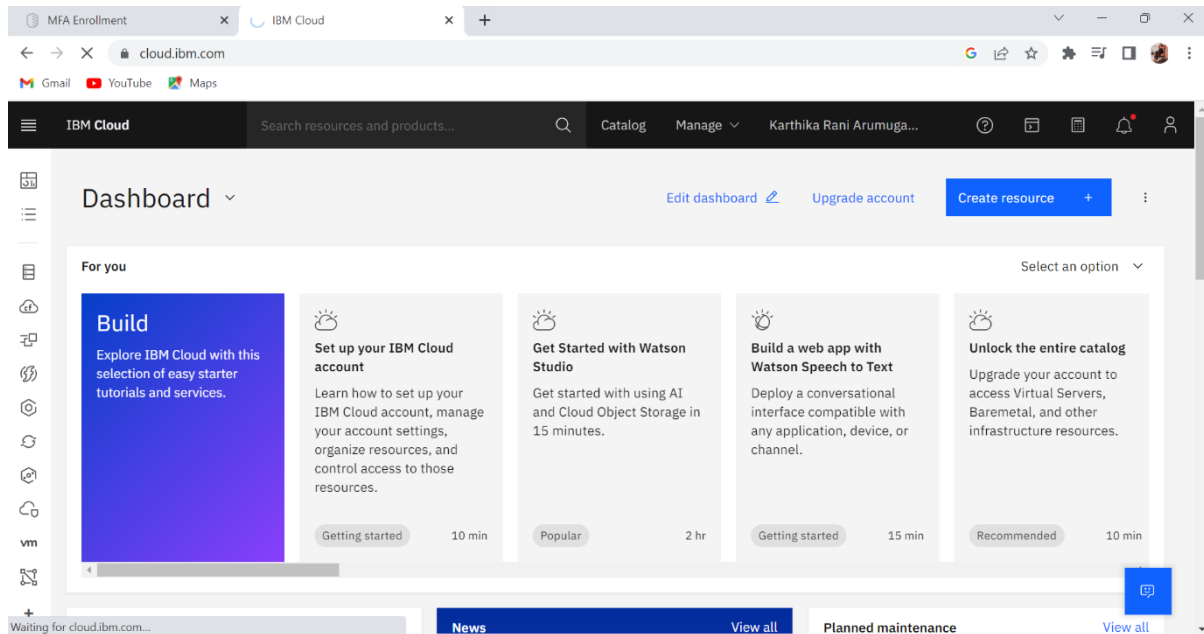 MFA Enrollment
IBM Cloud
cloud.ibm.com
Gmail YouTube Maps
IBM Cloud
Search resources and products...
Catalog
Manage
Karthika Rani Arumuga...
Dashboard
Edit dashboard
Upgrade account
Create resource +
For you
Select an option
Build
Explore IBM Cloud with this
selection of easy starter
tutorials and services.
Set up your IBM Cloud
account
Learn how to set up your
IBM Cloud account, manage
your account settings,
organize resources, and
control access to those
resources.
Getting started 10 min
Get Started with Watson
Studio
Get started with using AI
and Cloud Object Storage in
15 minutes.
Popular 2 hr
Build a web app with
Watson Speech to Text
Deploy a conversational
interface compatible with
any application, device, or
channel.
Getting started 15 min
Unlock the entire catalog
Upgrade your account to
access Virtual Servers,
Baremetal, and other
infrastructure resources.
Recommended 10 min
vm
Waiting for cloud.ibm.com...
News View all
Planned maintenance View all